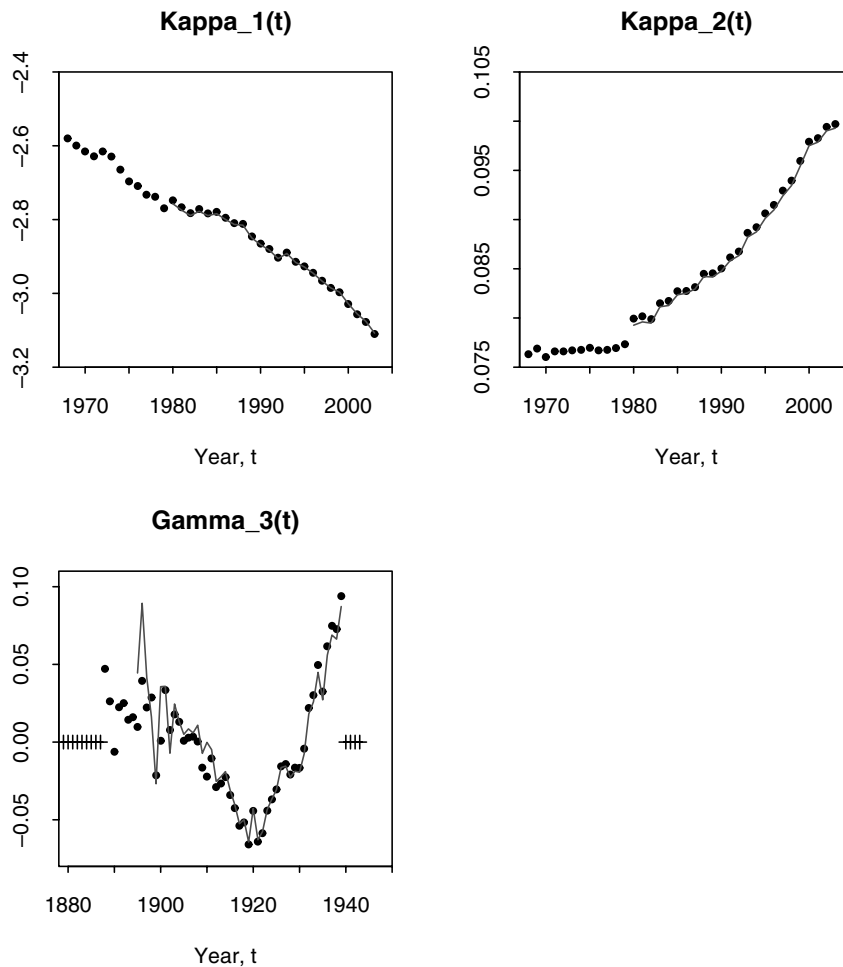 Kappa_1(t)
−2.4
−2.6
−2.8
−3.0
−3.2
1970 1980 1990 2000
Year, t
Kappa_2(t)
0.105
0.095
0.085
0.075
1970 1980 1990 2000
Year, t
Gamma_3(t)
0.10
0.05
0.00
−0.05
1880 1900 1920 1940
Year, t